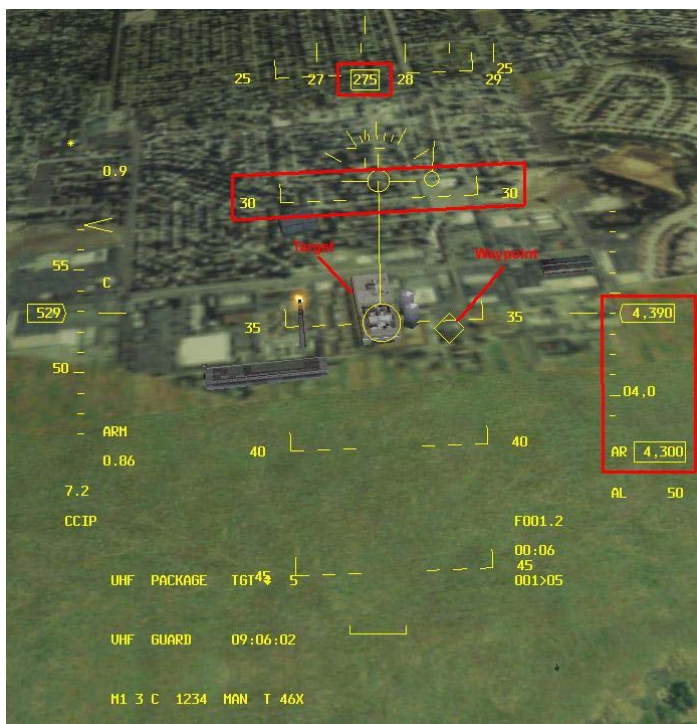 25 27 275 28 29 25
0.9
30 30
Target Waypoint
55 C
529 4,390
35 35
50 04,0
ARM
40 40
0.86 AR 4,300
7.2 AL 50
CCIP F001.2
00:06
45 45
UHF PACKAGE TGT 5 001>05
UHF GUARD 09:06:02
M1 3 C 1234 MAN T 46X